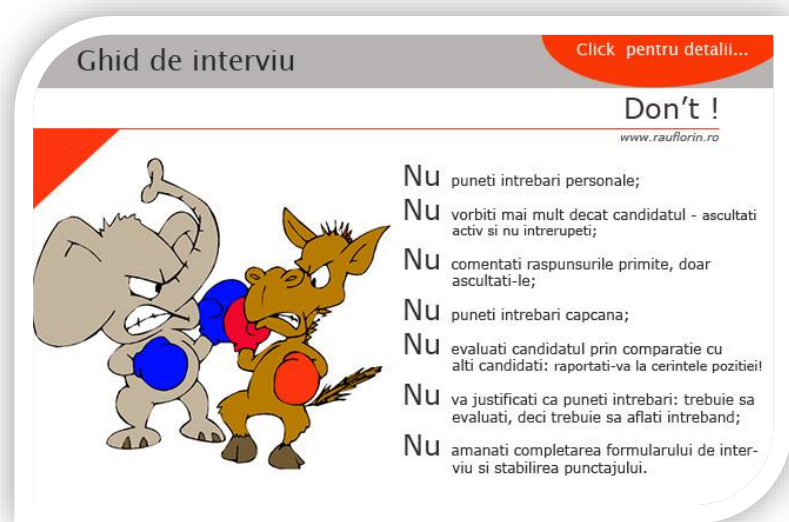 Ghid de interviu
Click pentru detalii...
Don't !
www.rauflorin.ro
Nu puneti intrebari personale;
Nu vorbiti mai mult decat candidatul - ascultati
activ si nu intrerupeti;
Nu comentati raspunsurile primite, doar
ascultati-le;
Nu puneti intrebari capcana;
Nu evaluati candidatul prin comparatie cu
alti candidati: raportati-va la cerintele pozitiei!
Nu va justificati ca puneti intrebari: trebuie sa
evaluati, deci trebuie sa aflati intreband;
Nu amanati completarea formularului de inter-
viu si stabilirea punctajului.